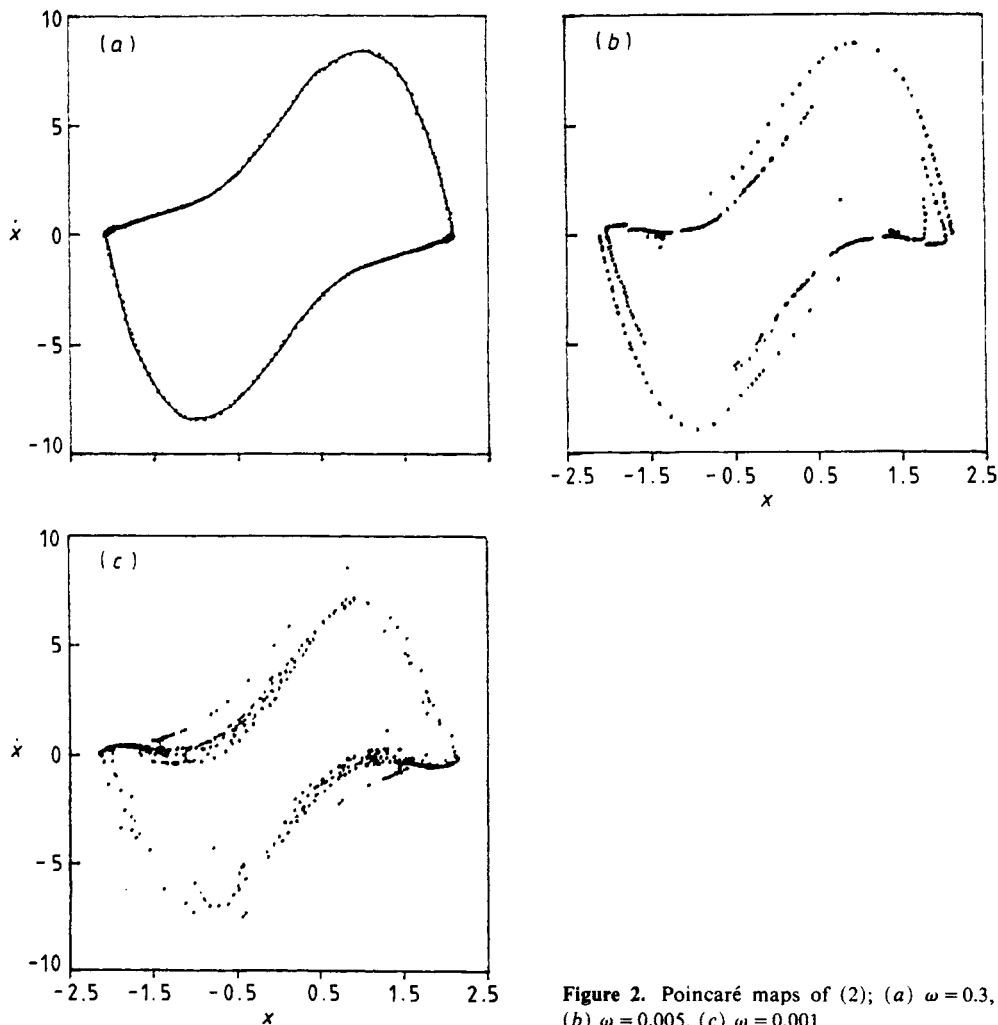 10
(a)
5
ẋ
0
-5
-10
(b)
-2.5 -1.5 -0.5 0.5 1.5 2.5
x
10
(c)
5
ẋ
0
-5
-10
-2.5 -1.5 -0.5 0.5 1.5 2.5
x
Figure 2. Poincaré maps of (2); (a) ω = 0.3,
(b) ω = 0.005, (c) ω = 0.001